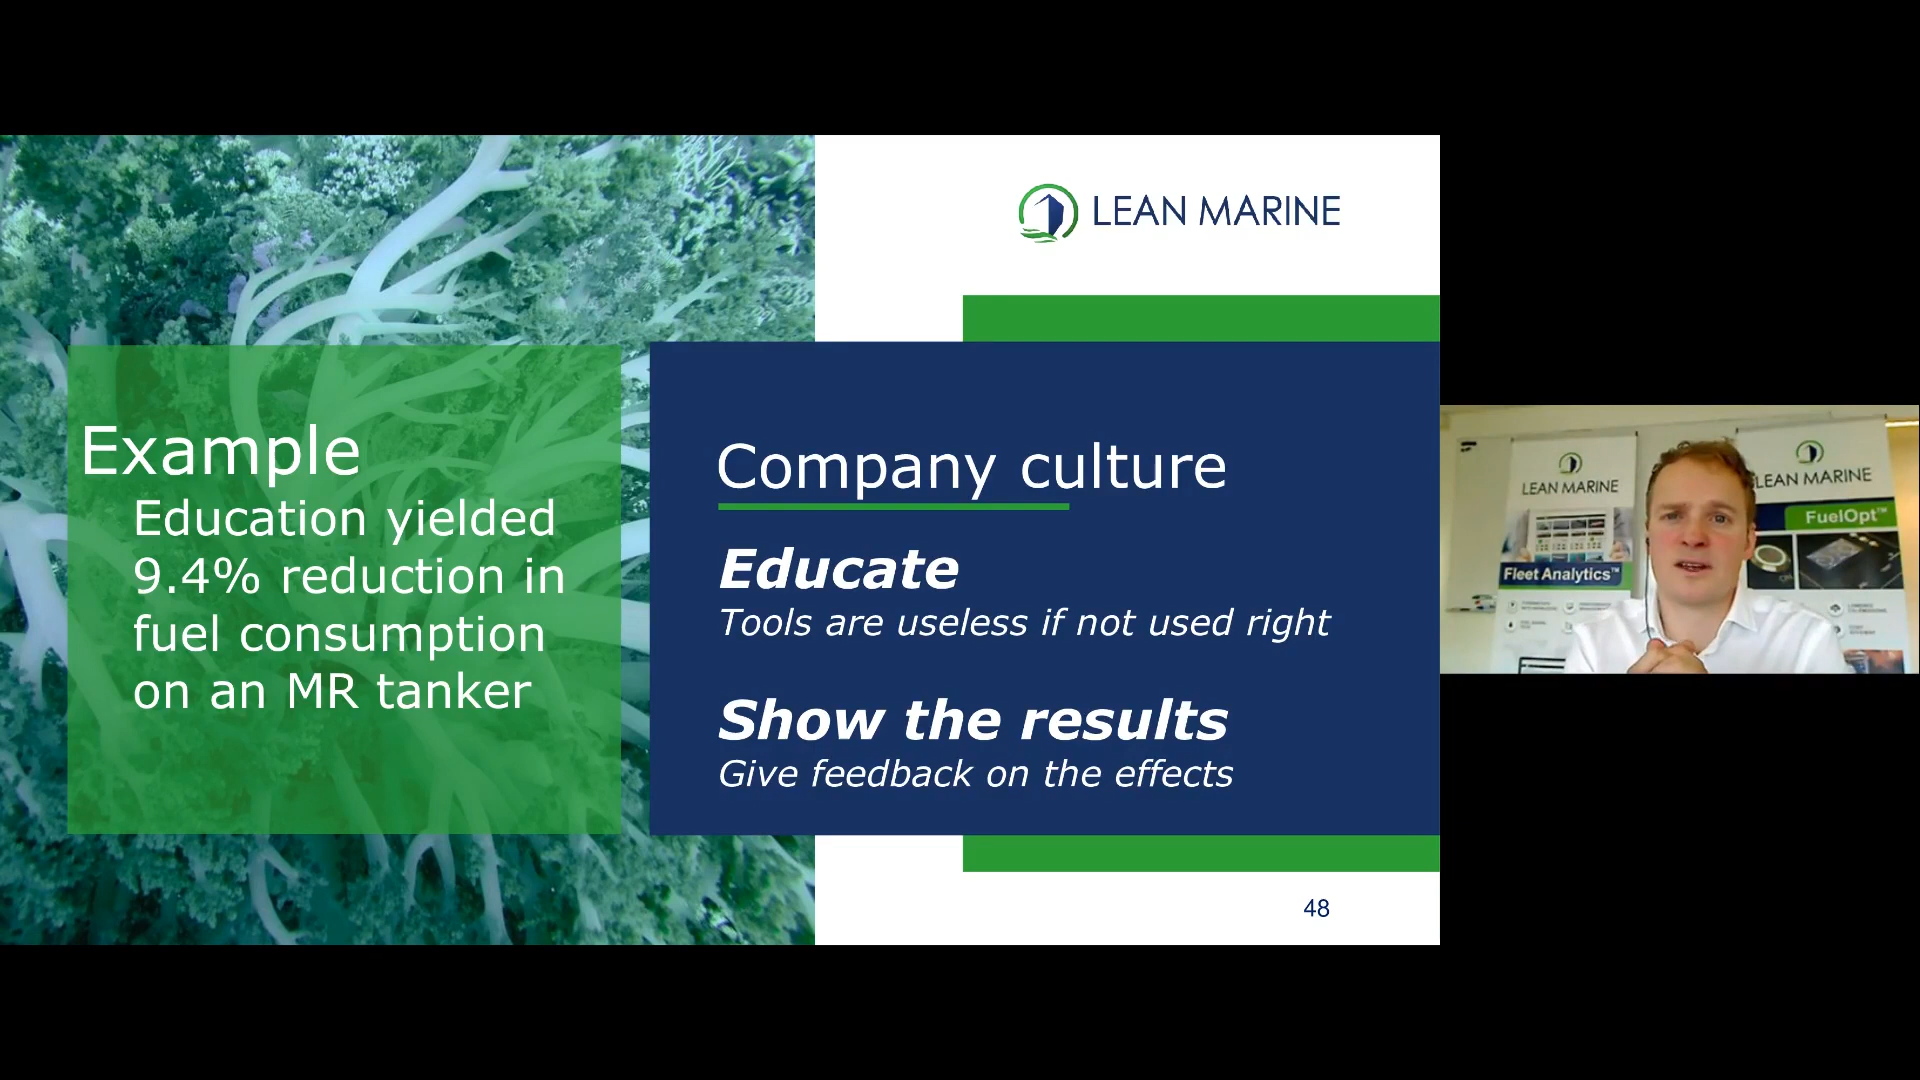 LEAN MARINE
Example
Education yielded
9.4% reduction in
fuel consumption
on an MR tanker
Company culture
Educate
Tools are useless if not used right
Show the results
Give feedback on the effects
48
LEAN MARINE
Fleet Analytics™
LEAN MARINE
FuelOpt™